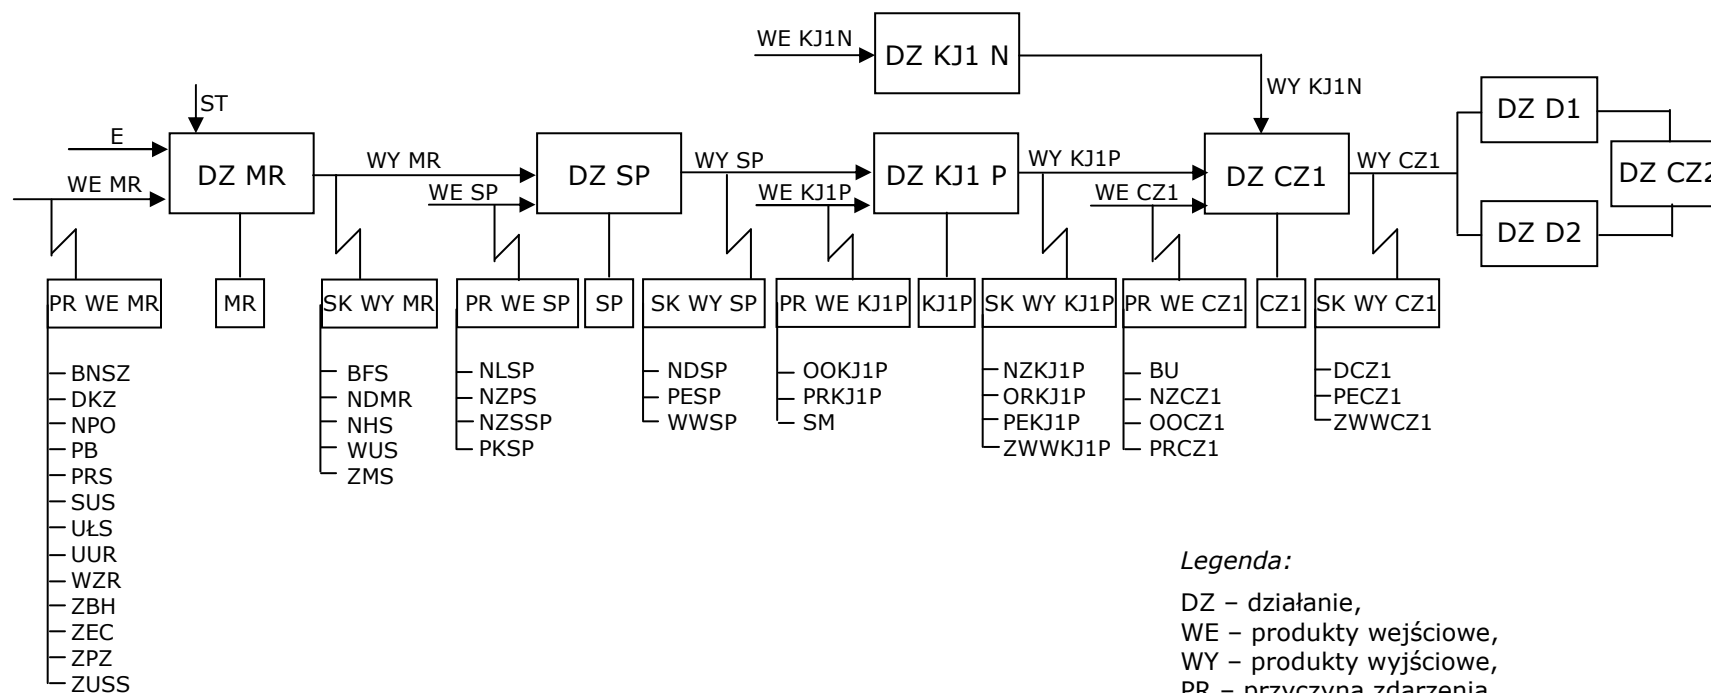 WE KJ1N
DZ KJ1 N
WY KJ1N
ST
E
WE MR
DZ MR
WY MR
WE SP
DZ SP
WY SP
WE KJ1P
DZ KJ1 P
WY KJ1P
WE CZ1
DZ CZ1
WY CZ1
DZ D1
DZ CZ2
DZ D2
PR WE MR
MR
SK WY MR
PR WE SP
SP
SK WY SP
PR WE KJ1P
KJ1P
SK WY KJ1P
PR WE CZ1
CZ1
SK WY CZ1
BNSZ
DKZ
NPO
PB
PRS
SUS
UŁS
UUR
WZR
ZBH
ZEC
ZPZ
ZUSS
BFS
NDMR
NHS
WUS
ZMS
NLSP
NZPS
NZSSP
PKSP
NDSP
PESP
WWSP
OOKJ1P
PRKJ1P
SM
NZKJ1P
ORKJ1P
PEKJ1P
ZWWKJ1P
BU
NZCZ1
OOCZ1
PRCZ1
DCZ1
PECZ1
ZWWCZ1
Legenda:
DZ – działanie,
WE – produkty wejściowe,
WY – produkty wyjściowe,
PR – przyczyna zdarzenia